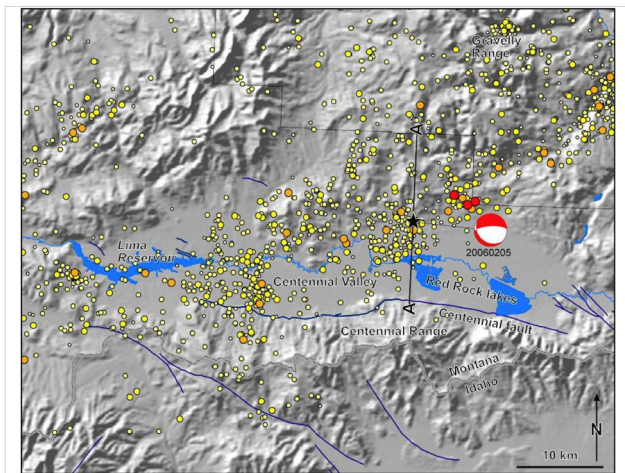 Gravelly
Range
A
Lima
Reservoir
20060205
Centennial Valley
Red Rock lakes
A
Centennial fault
Centennial Range
Montana
Idaho
N
10 km